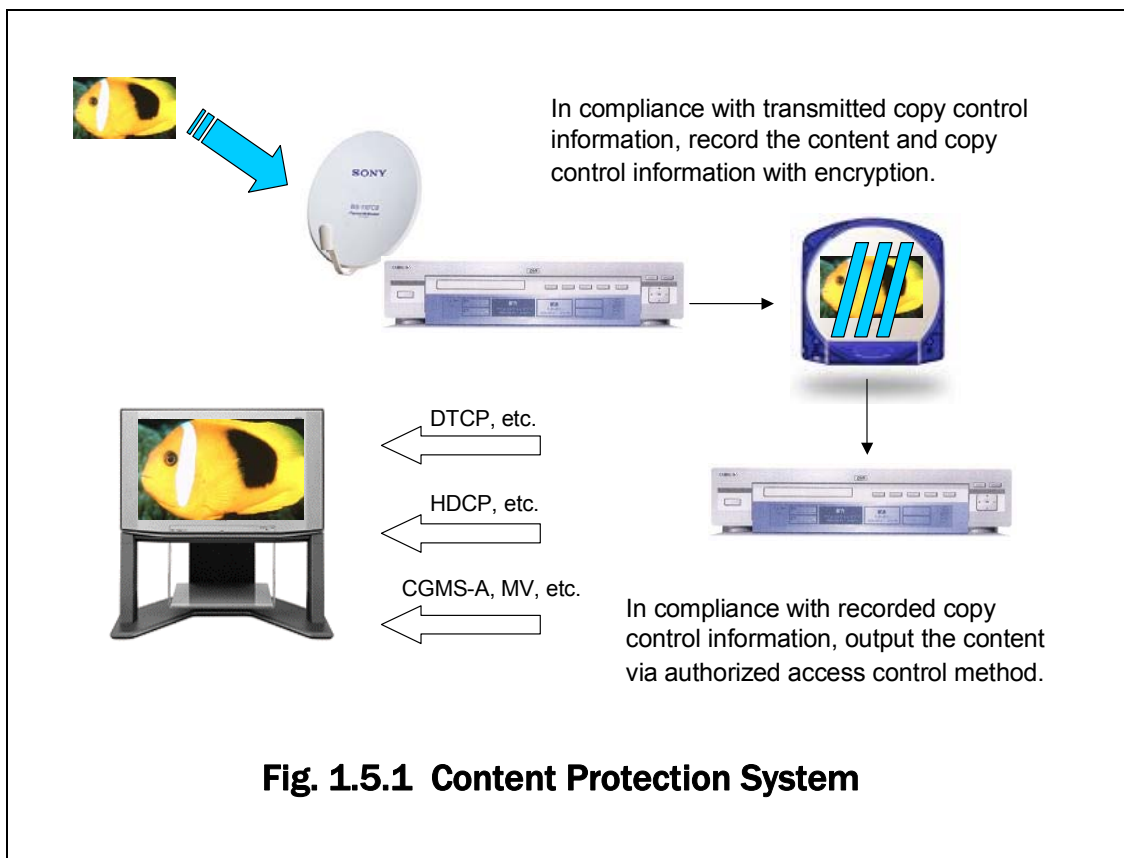 In compliance with transmitted copy control
information, record the content and copy
control information with encryption.
SONY
DTCP, etc.
HDCP, etc.
CGMS-A, MV, etc.
In compliance with recorded copy
control information, output the content
via authorized access control method.
Fig. 1.5.1 Content Protection System